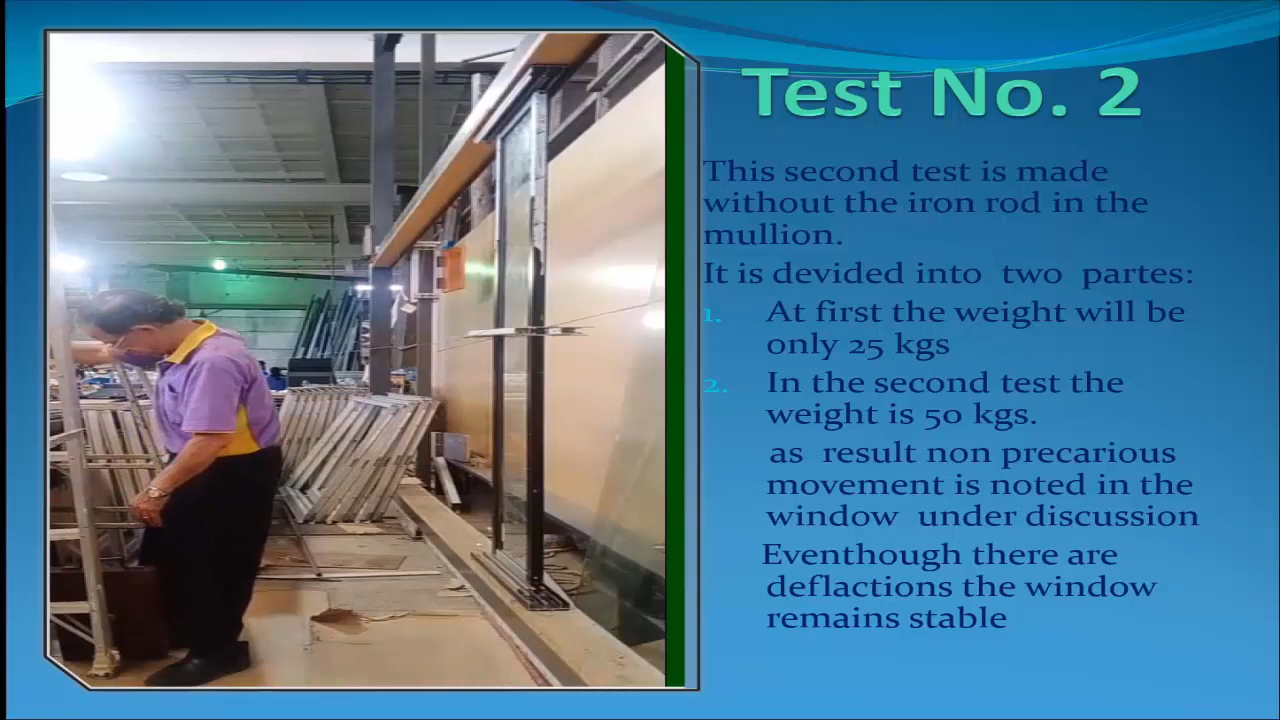 Test No. 2
This second test is made
without the iron rod in the
mullion.
It is devided into two partes:
1. At first the weight will be
only 25 kgs
2. In the second test the
weight is 50 kgs.
as result non precarious
movement is noted in the
window under discussion
Eventhough there are
deflactions the window
remains stable